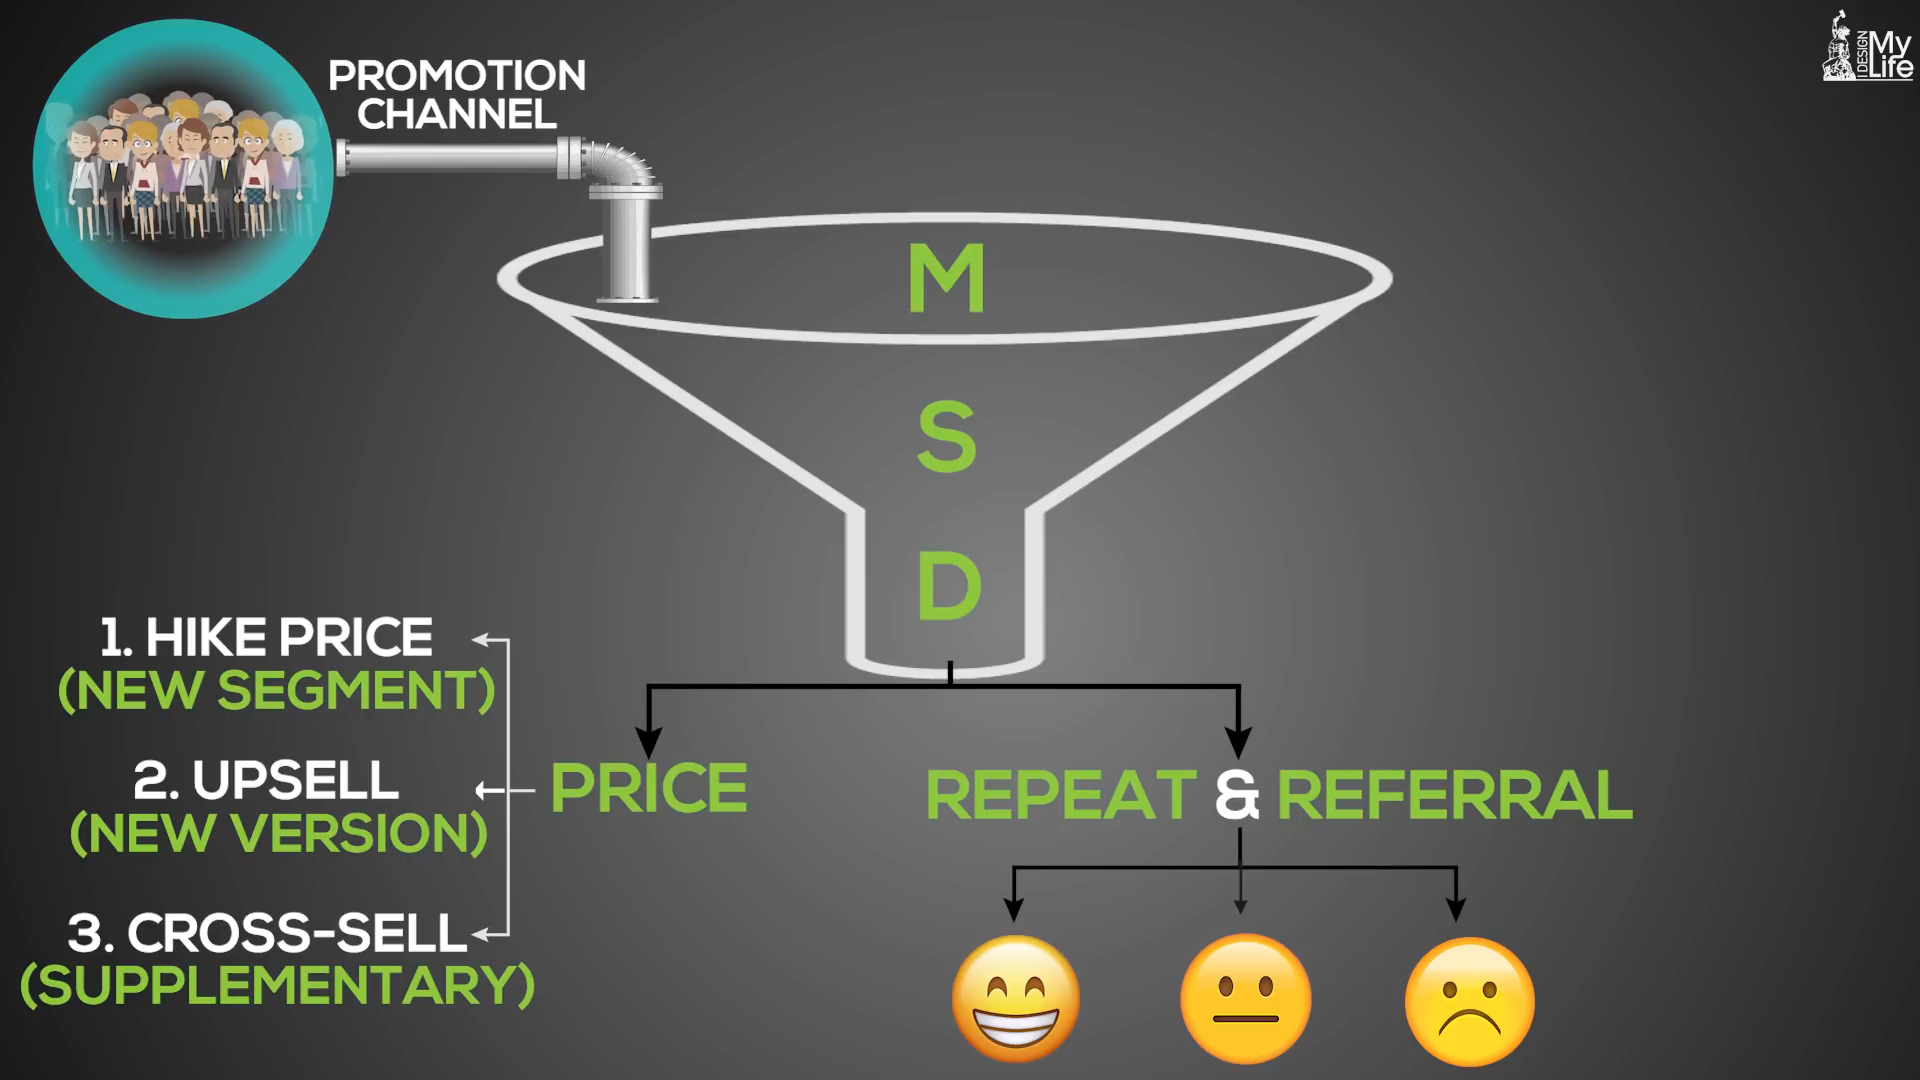 PROMOTION
CHANNEL
I DESIGN
My
Life
M
S
D
1. HIKE PRICE
(NEW SEGMENT)
2. UPSELL
(NEW VERSION)
3. CROSS-SELL
(SUPPLEMENTARY)
PRICE
REPEAT & REFERRAL